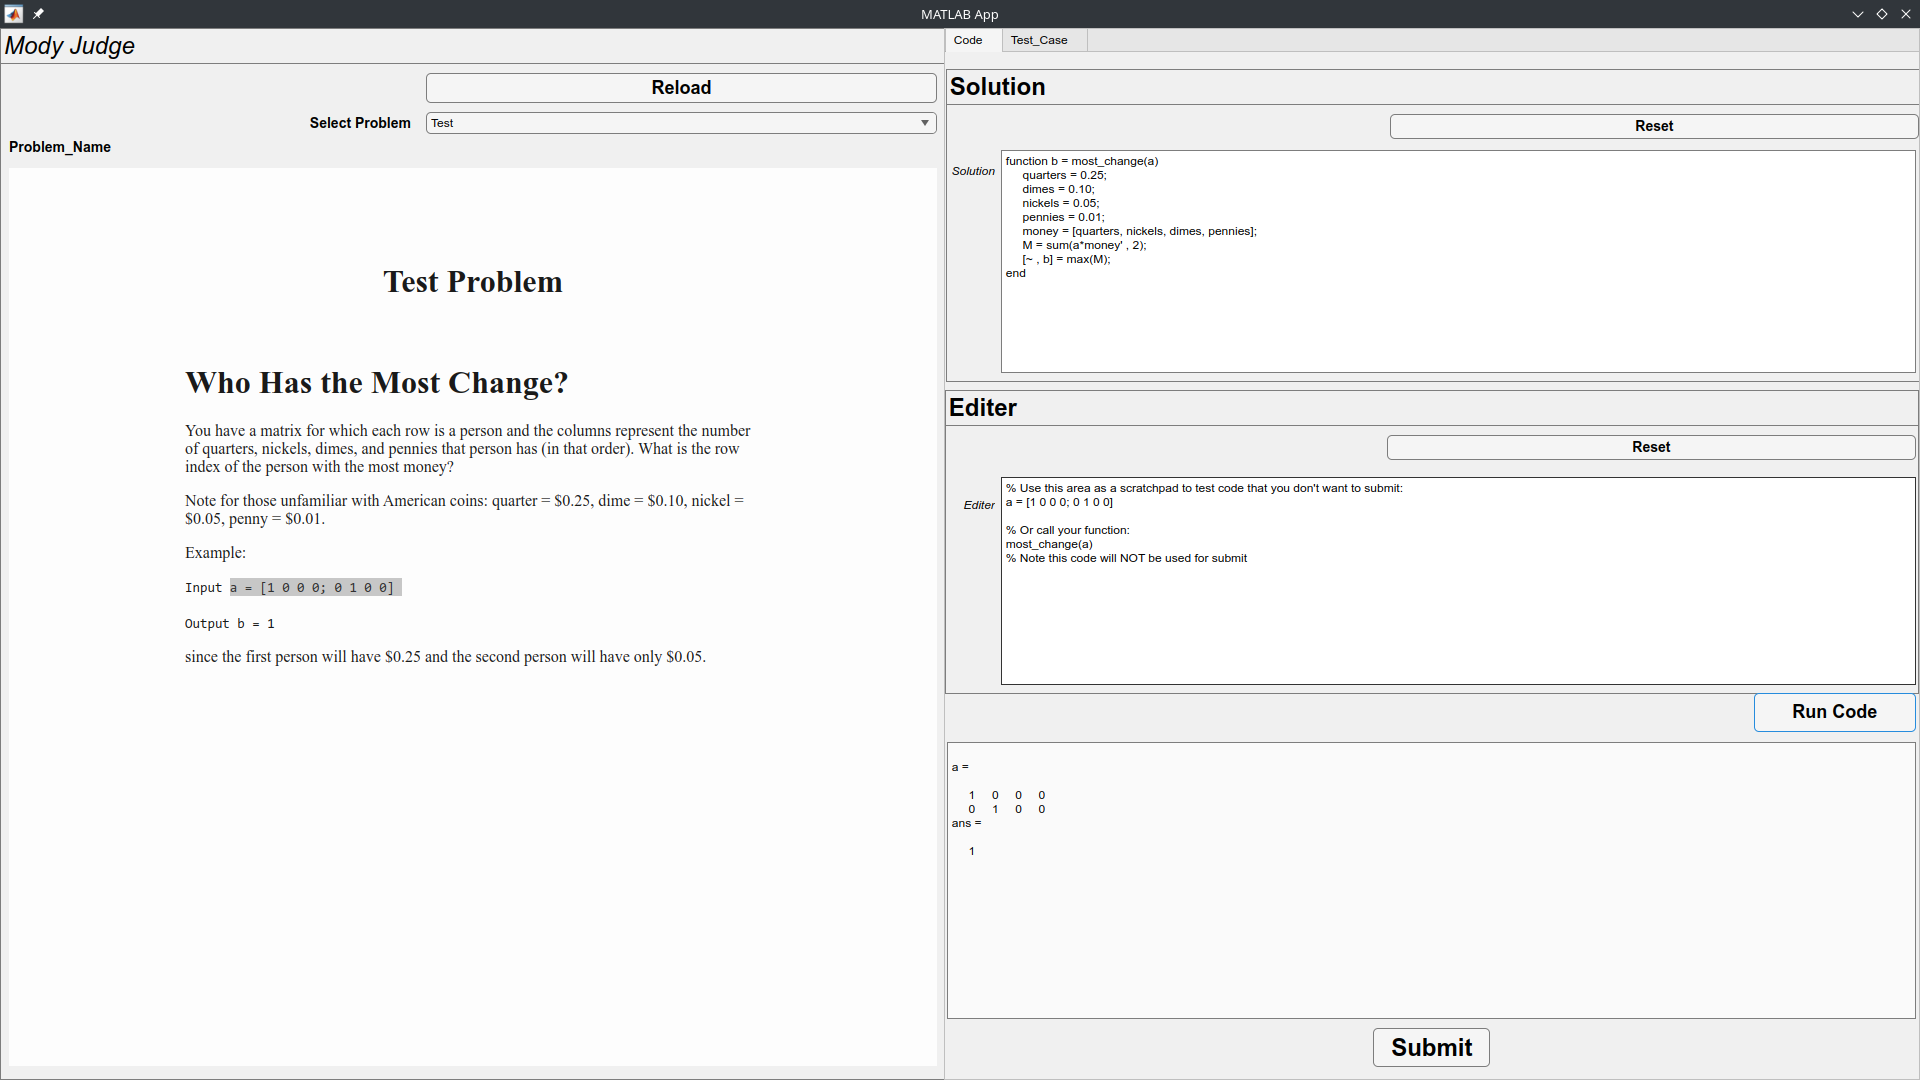 MATLAB App
Mody Judge
Reload
Select Problem
Test
Problem_Name
Test Problem
Who Has the Most Change?
You have a matrix for which each row is a person and the columns represent the number
of quarters, nickels, dimes, and pennies that person has (in that order). What is the row
index of the person with the most money?
Note for those unfamiliar with American coins: quarter = $0.25, dime = $0.10, nickel =
$0.05, penny = $0.01.
Example:
Input a = [1 0 0 0; 0 1 0 0]
Output b = 1
since the first person will have $0.25 and the second person will have only $0.05.
Code
Test_Case
Solution
Reset
Solution
function b = most_change(a)
quarters = 0.25;
dimes = 0.10;
nickels = 0.05;
pennies = 0.01;
money = [quarters, nickels, dimes, pennies];
M = sum(a*money' , 2);
[~ , b] = max(M);
end
Editer
Reset
Editer
% Use this area as a scratchpad to test code that you don't want to submit:
a = [1 0 0 0; 0 1 0 0]
% Or call your function:
most_change(a)
% Note this code will NOT be used for submit
Run Code
a =
1 0 0 0
0 1 0 0
ans =
1
Submit